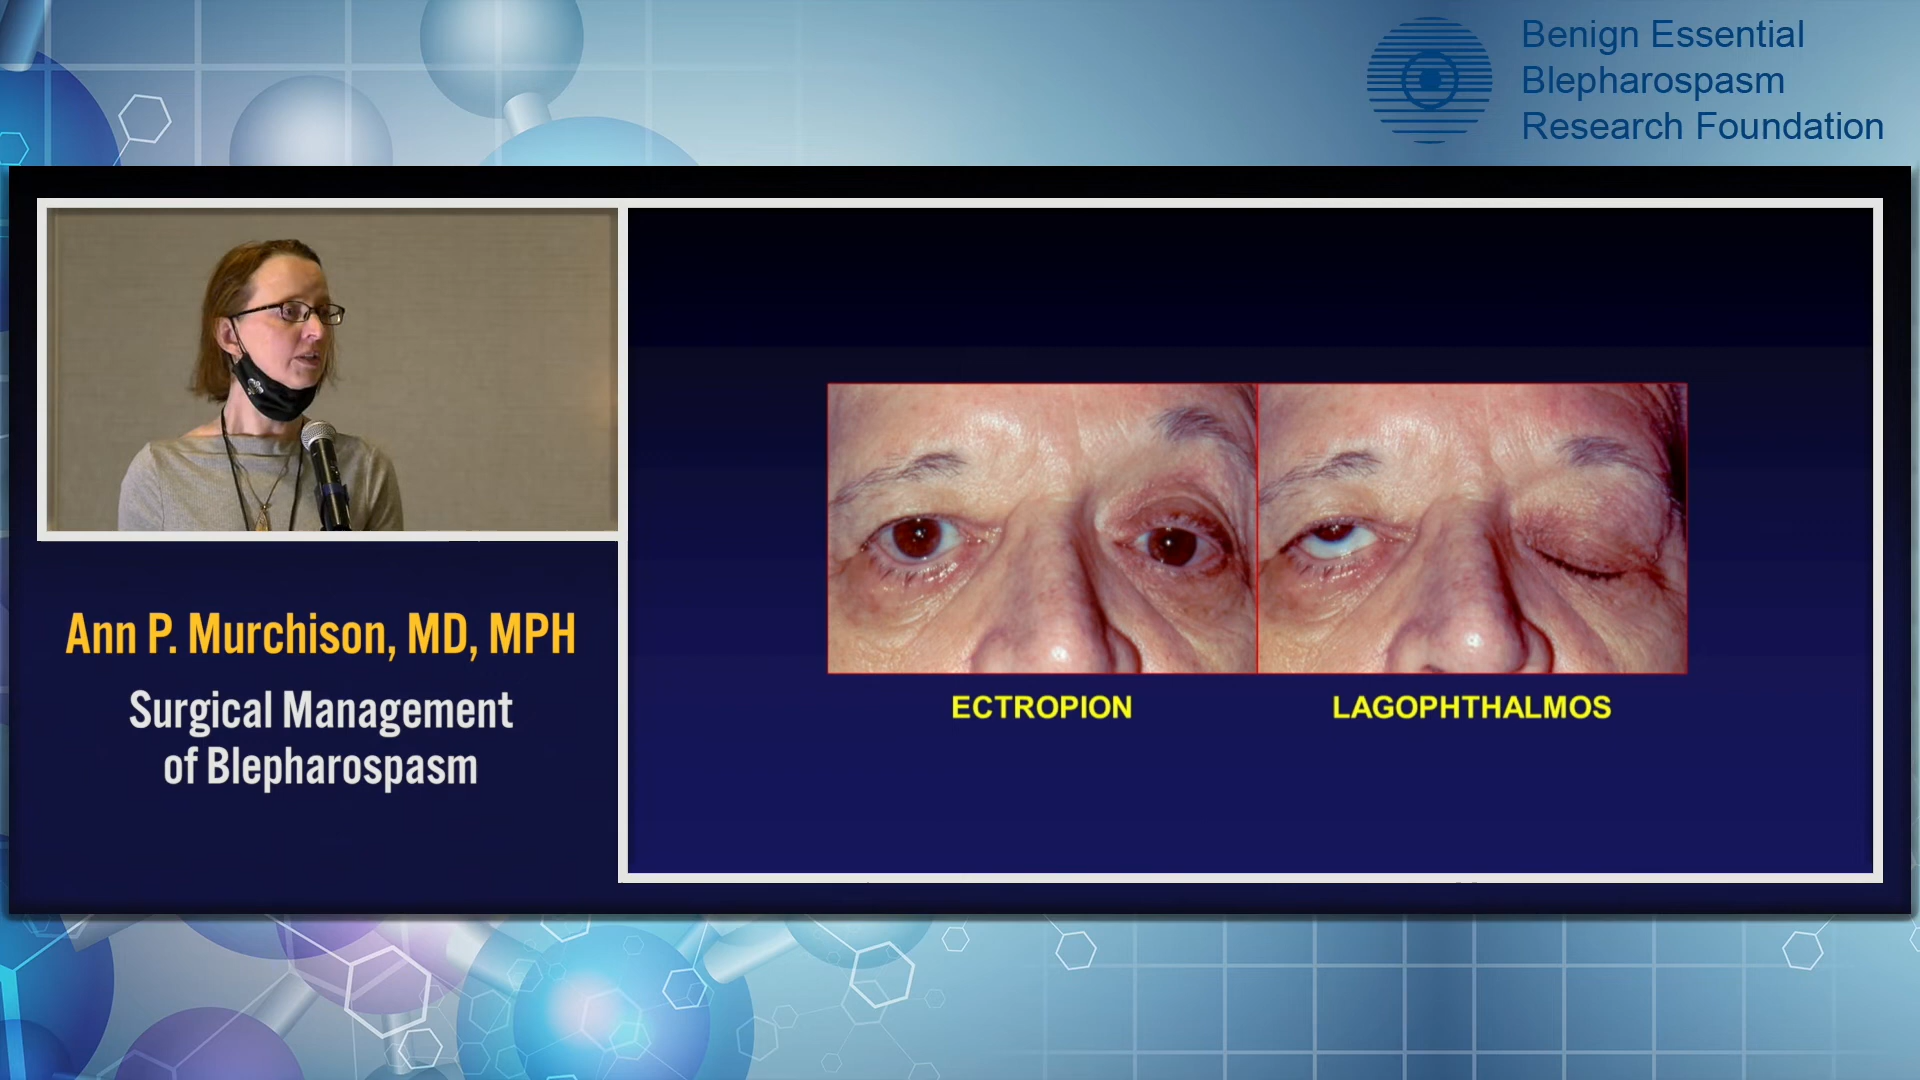 Benign Essential
Blepharospasm
Research Foundation
Ann P. Murchison, MD, MPH
Surgical Management
of Blepharospasm
ECTROPION
LAGOPHTHALMOS